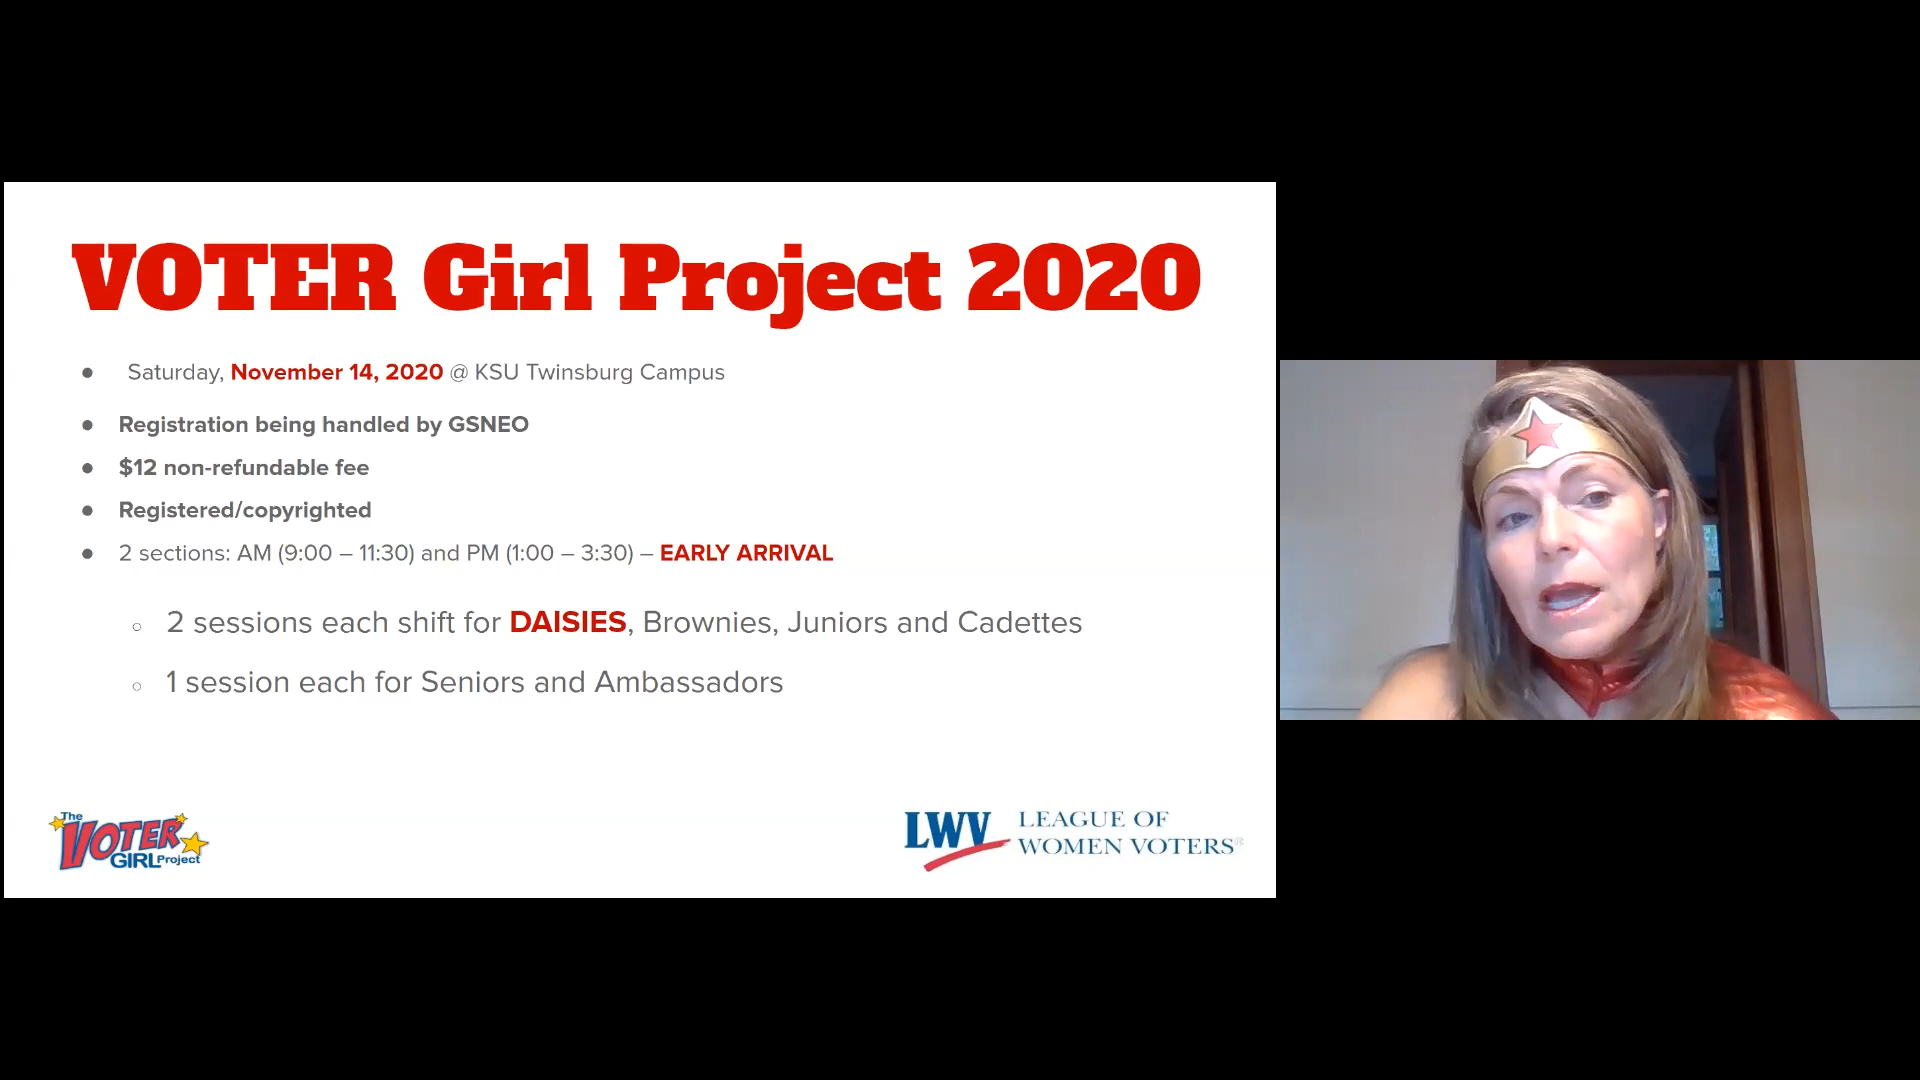 VOTER Girl Project 2020
● Saturday, November 14, 2020 @ KSU Twinsburg Campus
● Registration being handled by GSNEO
● $12 non-refundable fee
● Registered/copyrighted
● 2 sections: AM (9:00 – 11:30) and PM (1:00 – 3:30) – EARLY ARRIVAL
○ 2 sessions each shift for DAISIES, Brownies, Juniors and Cadettes
○ 1 session each for Seniors and Ambassadors
The
VOTER
GIRL Project
LWV
LEAGUE OF
WOMEN VOTERS®